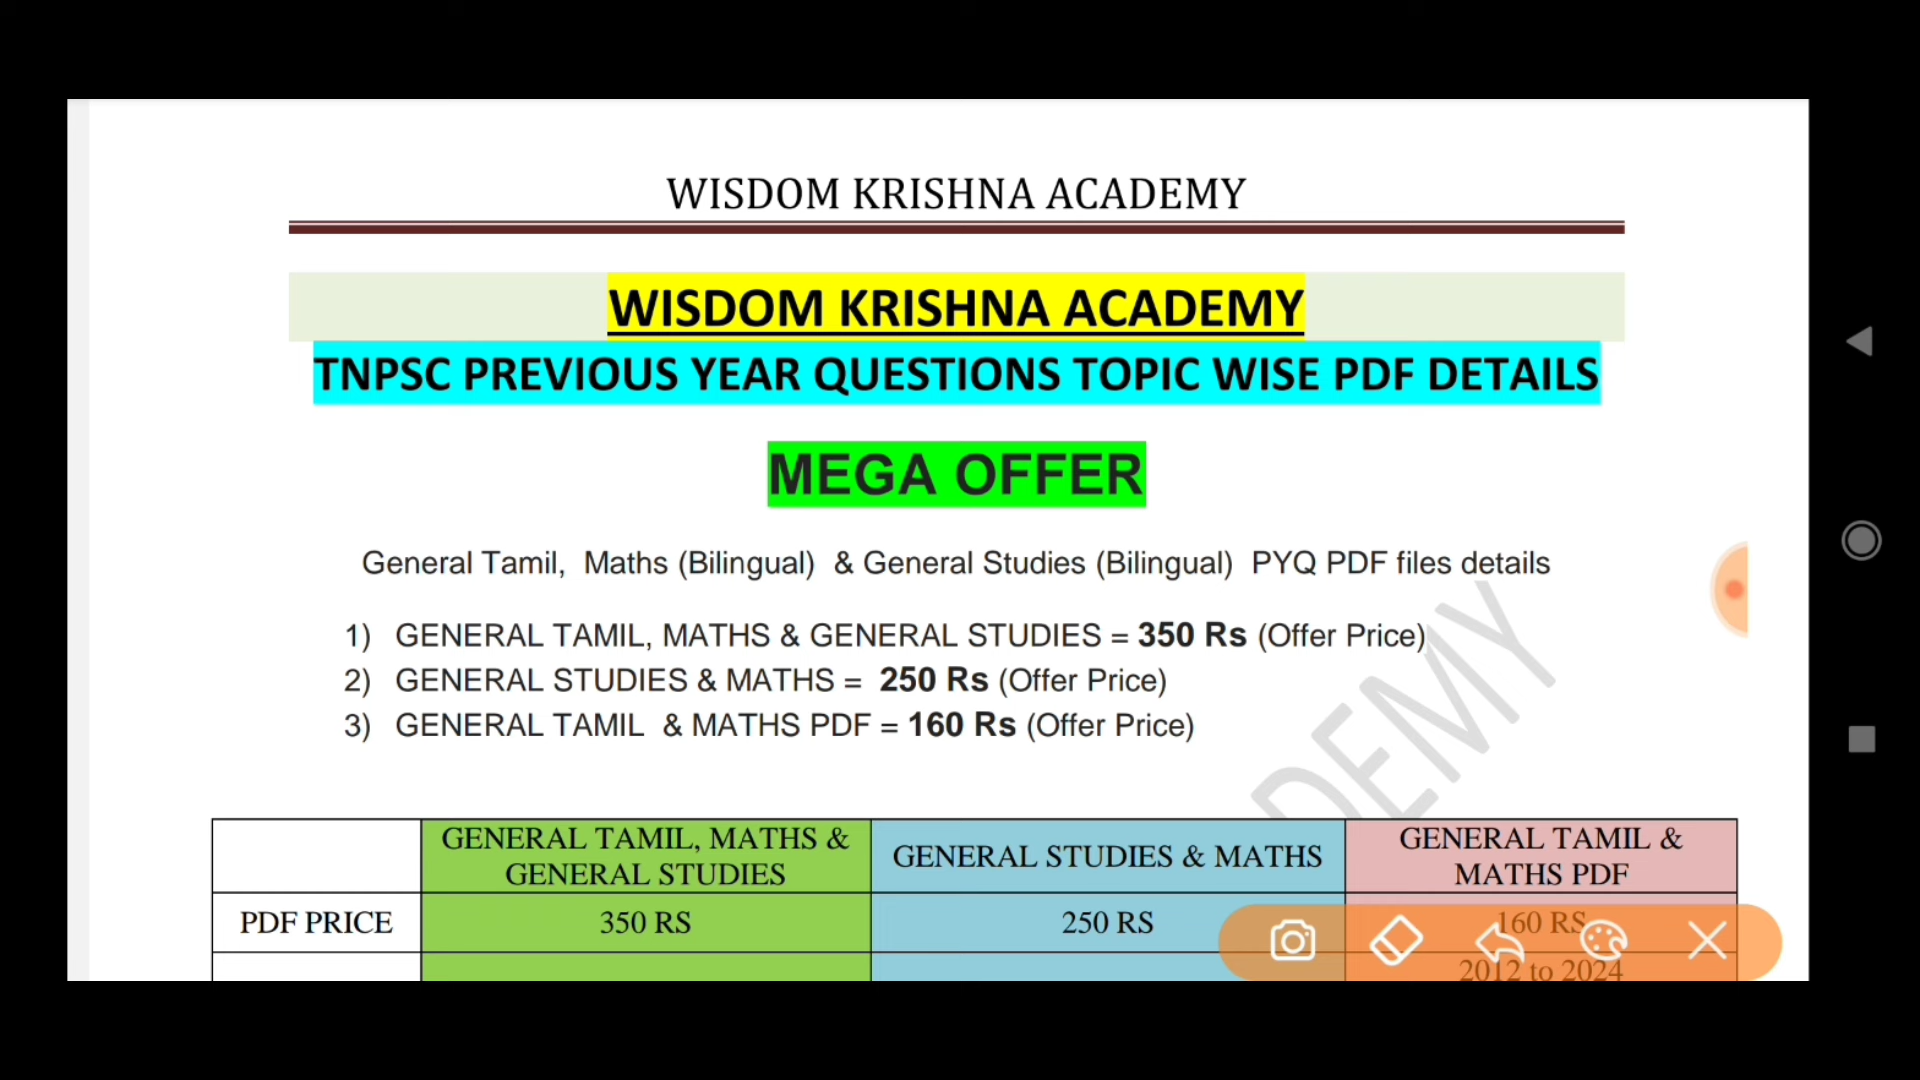 WISDOM KRISHNA ACADEMY
WISDOM KRISHNA ACADEMY
TNPSC PREVIOUS YEAR QUESTIONS TOPIC WISE PDF DETAILS
MEGA OFFER
General Tamil, Maths (Bilingual) & General Studies (Bilingual) PYQ PDF files details
1) GENERAL TAMIL, MATHS & GENERAL STUDIES = 350 Rs (Offer Price)
2) GENERAL STUDIES & MATHS = 250 Rs (Offer Price)
3) GENERAL TAMIL & MATHS PDF = 160 Rs (Offer Price)
DEMY
GENERAL TAMIL, MATHS &
GENERAL STUDIES
GENERAL STUDIES & MATHS
GENERAL TAMIL &
MATHS PDF
PDF PRICE
350 RS
250 RS
160 RS
2012 to 2024